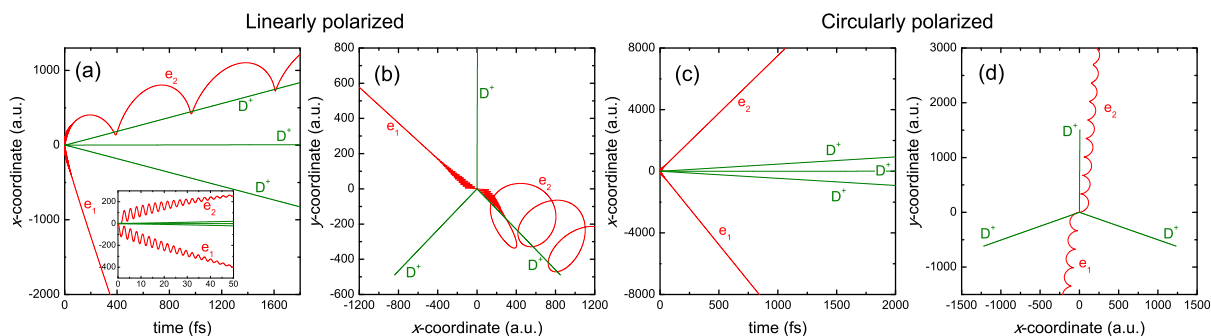 Linearly polarized
Circularly polarized
(a)
e2
D+
D+
D+
e1
e2
e1
200
0
-200
-400
0 10 20 30 40 50
1000
0
-1000
-2000
0 400 800 1200 1600
x-coordinate (a.u.)
time (fs)
(b)
D+
e1
e2
D+
D+
800
600
400
200
0
-200
-400
-600
-1200 -800 -400 0 400 800 1200
y-coordinate (a.u.)
x-coordinate (a.u.)
(c)
e2
D+
D+
D+
e1
8000
4000
0
-4000
-8000
0 500 1000 1500 2000
x-coordinate (a.u.)
time (fs)
(d)
e2
D+
D+
D+
e1
3000
2000
1000
0
-1000
-1500 -1000 -500 0 500 1000 1500
y-coordinate (a.u.)
x-coordinate (a.u.)